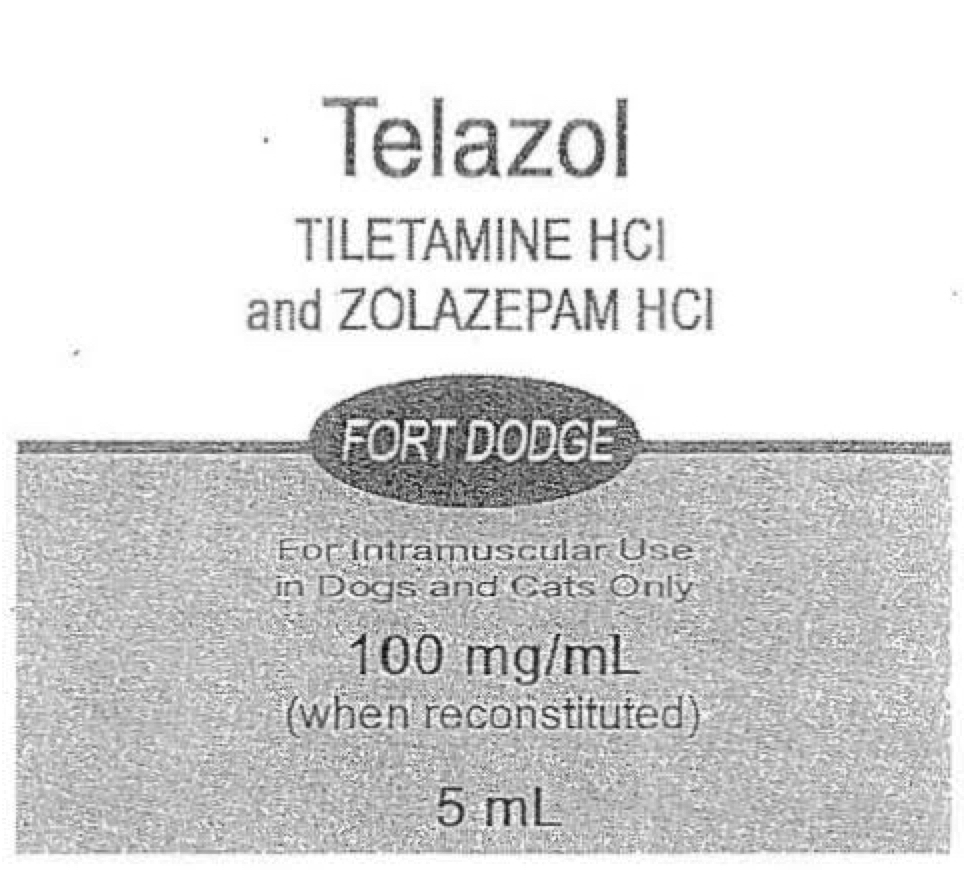 Telazol
TILETAMINE HCl
and ZOLAZEPAM HCl
FORT DODGE
For Intramuscular Use
in Dogs and Cats Only
100 mg/mL
(when reconstituted)
5 mL